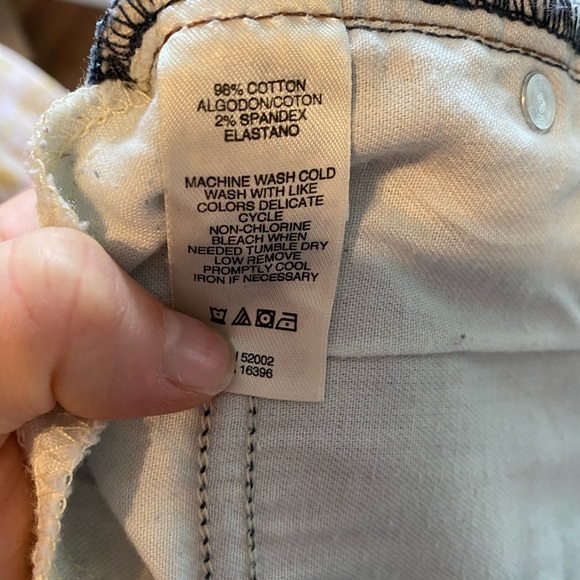 98% COTTON
ALGODON/COTON
2% SPANDEX
ELASTANO
MACHINE WASH COLD
WASH WITH LIKE
COLORS DELICATE
CYCLE
NON-CHLORINE
BLEACH WHEN
NEEDED TUMBLE DRY
LOW REMOVE
PROMPTLY COOL
IRON IF NECESSARY
52002
16396